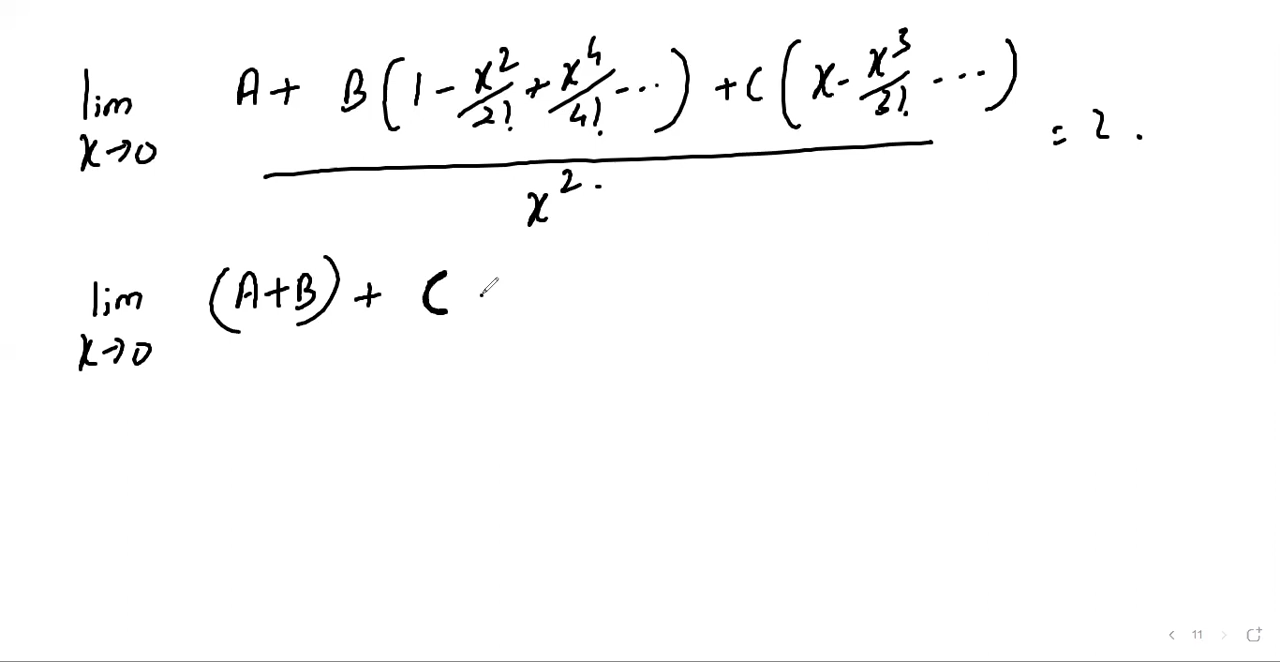 lim A + B(1 - x²/2! + x⁴/4! - ...) + C(x - x³/3! ...)
x→0 x². = 2.
lim (A+B) + C
x→0
11